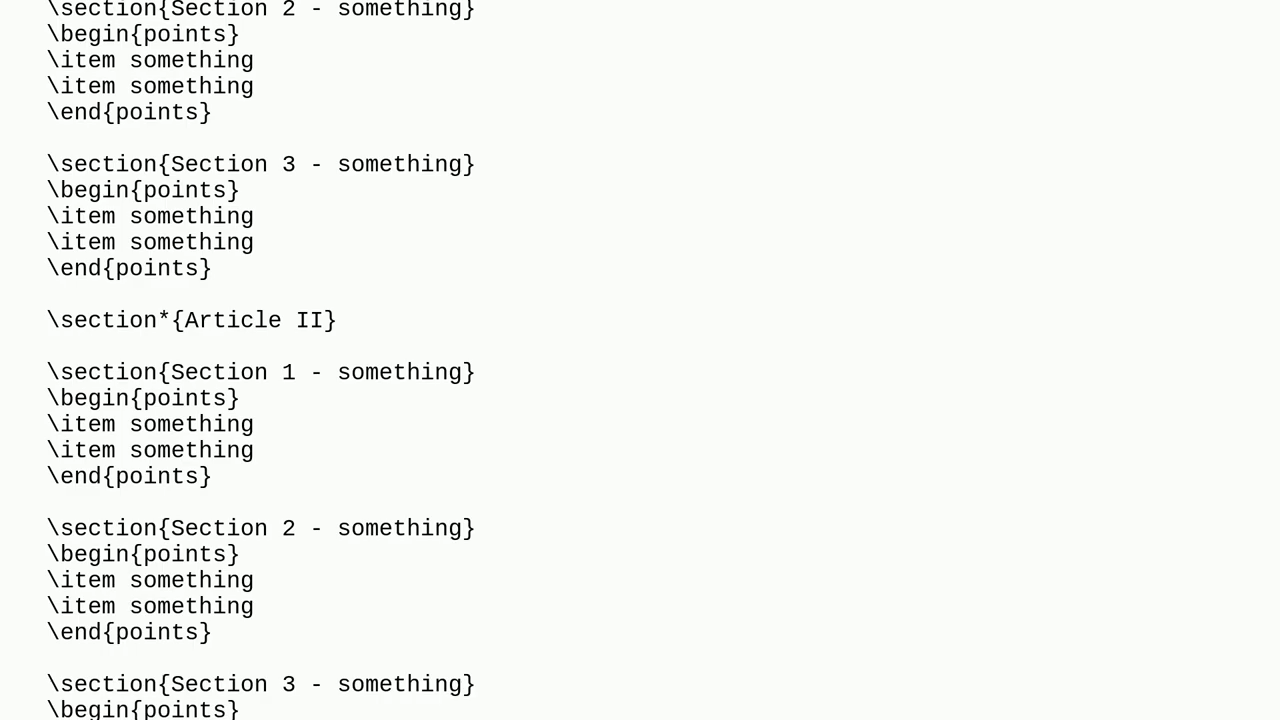 \section{Section 2 - something}
\begin{points}
\item something
\item something
\end{points}
\section{Section 3 - something}
\begin{points}
\item something
\item something
\end{points}
\section*{Article II}
\section{Section 1 - something}
\begin{points}
\item something
\item something
\end{points}
\section{Section 2 - something}
\begin{points}
\item something
\item something
\end{points}
\section{Section 3 - something}
\begin{points}